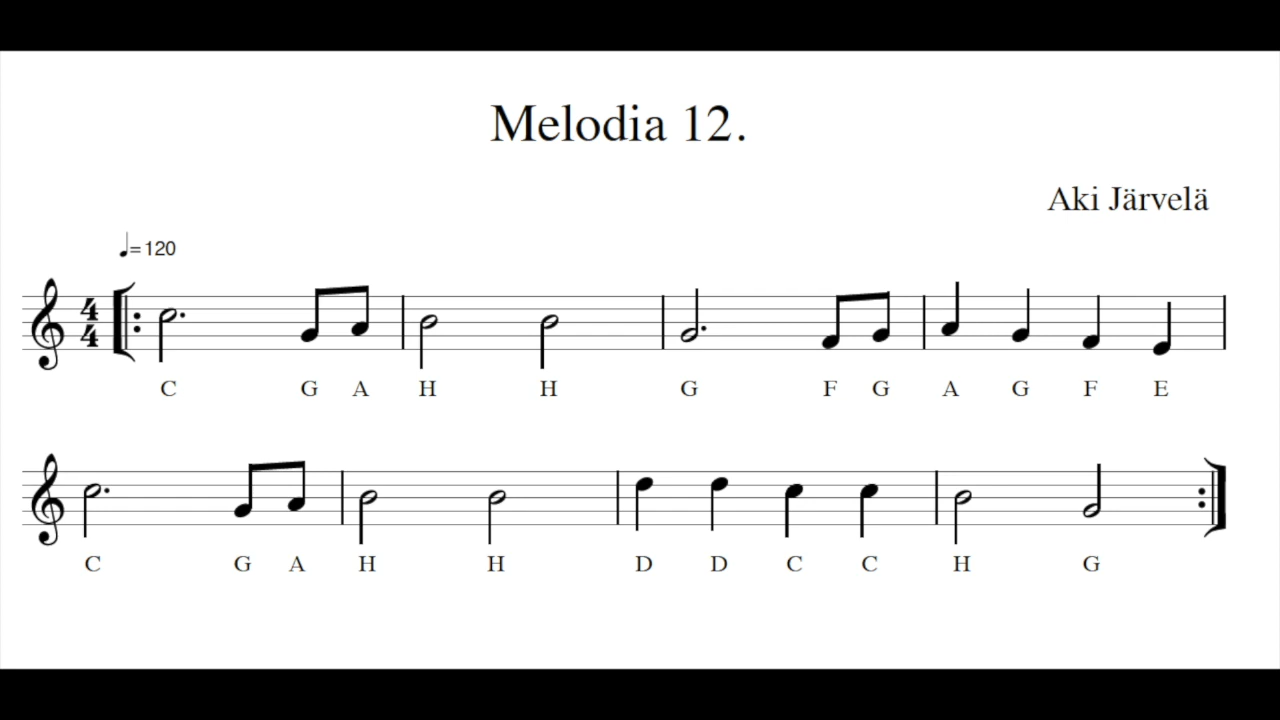 Melodia 12.
Aki Järvelä
♩= 120
4
4
C G A H H G F G A G F E
C G A H H D D C C H G